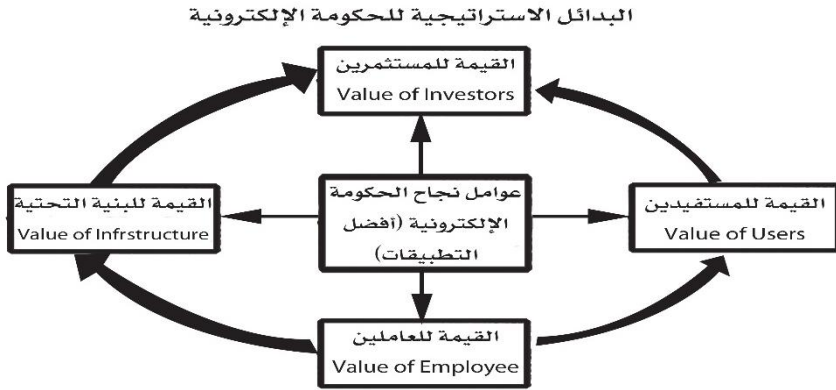 البدائل الاستراتيجية للحكومة الإلكترونية
القيمة للمستثمرين
Value of Investors
القيمة للبنية التحتية
Value of Infrstructure
عوامل نجاح الحكومة
الإلكترونية (أفضل
التطبيقات)
القيمة للمستفيدين
Value of Users
القيمة للعاملين
Value of Employee